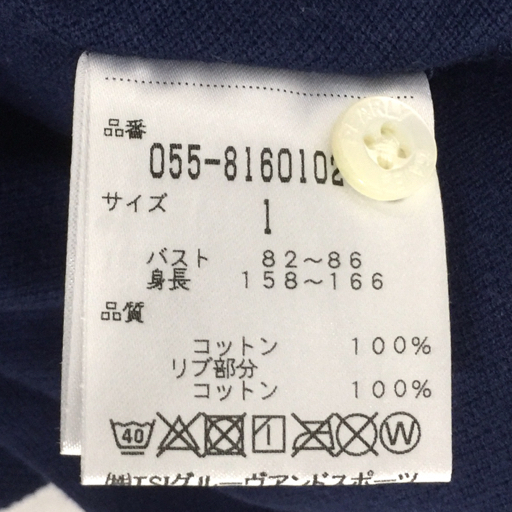 品番
055-8160102
サイズ
1
バスト 82～86
身長 158～166
品質
コットン 100%
リブ部分
コットン 100%
40 W
㈱TSIグルーヴアンドスポーツ